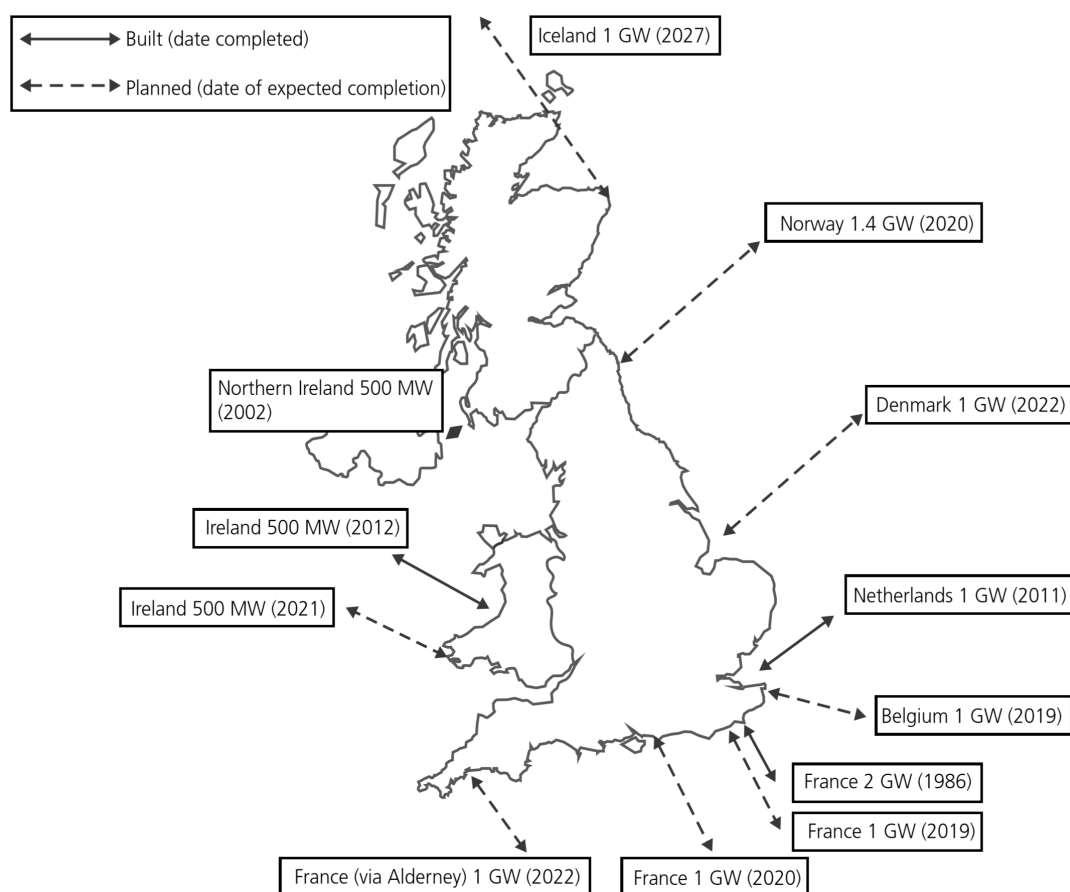 Built (date completed)
Planned (date of expected completion)
Iceland 1 GW (2027)
Norway 1.4 GW (2020)
Northern Ireland 500 MW
(2002)
Denmark 1 GW (2022)
Ireland 500 MW (2012)
Ireland 500 MW (2021)
Netherlands 1 GW (2011)
Belgium 1 GW (2019)
France 2 GW (1986)
France 1 GW (2019)
France (via Alderney) 1 GW (2022)
France 1 GW (2020)